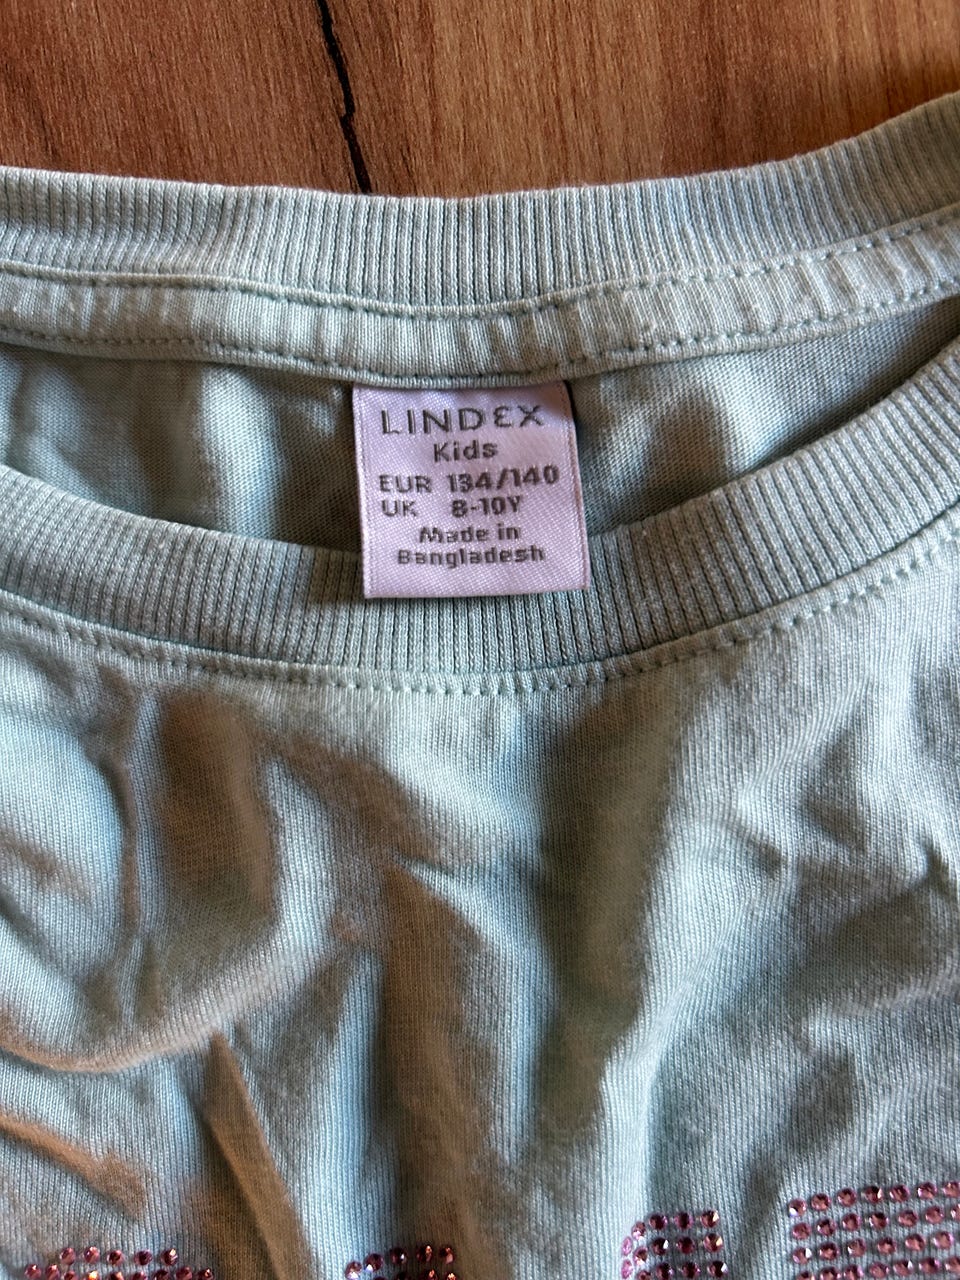 LINDEX
Kids
EUR 134/140
UK 8-10Y
Made in
Bangladesh